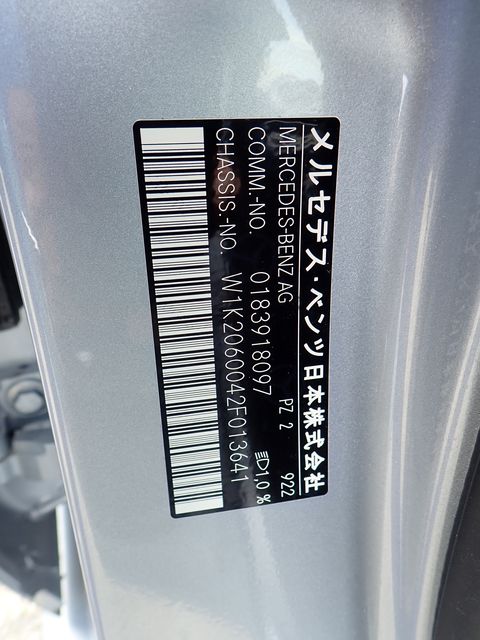 メルセデス・ベンツ 日本株式会社
MERCEDES-BENZ AG PZ 2 922
COMM.-NO. 0183918097 1,0 %
CHASSIS.-NO. W1K2060042F013641